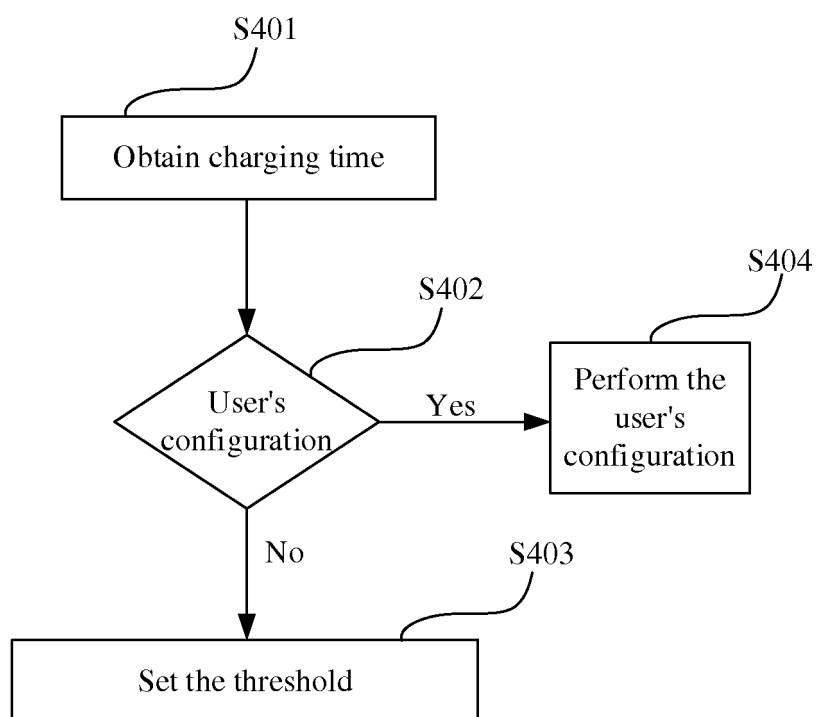 S401
Obtain charging time
S404
S402
Perform the
user's
configuration
User's
configuration
Yes
No
S403
Set the threshold